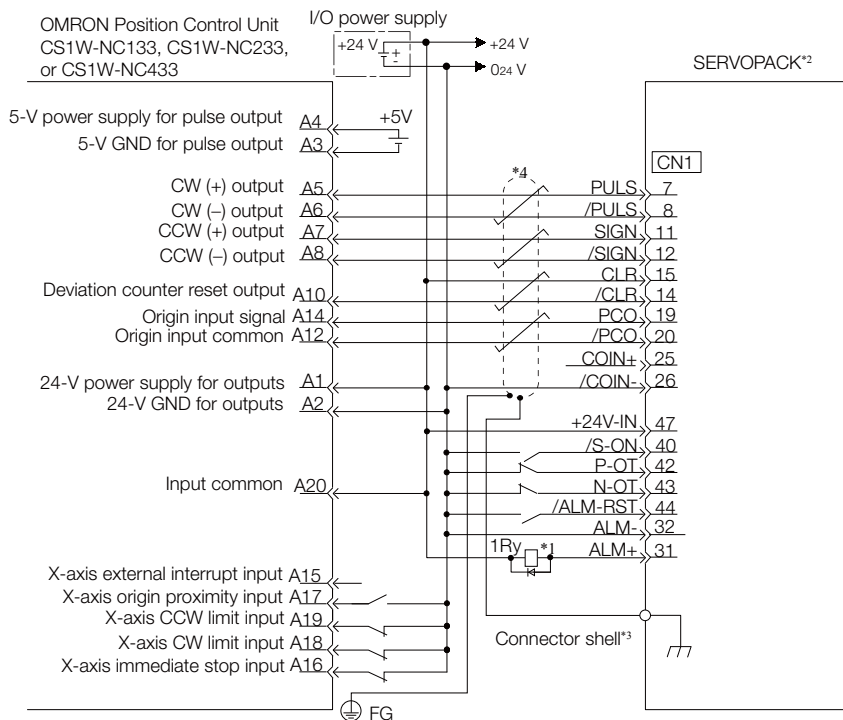 OMRON Position Control Unit
CS1W-NC133, CS1W-NC233,
or CS1W-NC433
I/O power supply
+24 V
+
-
+24 V
024 V
SERVOPACK*2
5-V power supply for pulse output A4 +5V
5-V GND for pulse output A3
*4
CN1
CW (+) output A5 PULS 7
CW (−) output A6 /PULS 8
CCW (+) output A7 SIGN 11
CCW (−) output A8 /SIGN 12
CLR 15
Deviation counter reset output A10 /CLR 14
Origin input signal A14 PCO 19
Origin input common A12 /PCO 20
COIN+ 25
24-V power supply for outputs A1 /COIN- 26
24-V GND for outputs A2
+24V-IN 47
/S-ON 40
P-OT 42
Input common A20 N-OT 43
/ALM-RST 44
ALM- 32
1Ry *1 ALM+ 31
X-axis external interrupt input A15
X-axis origin proximity input A17
X-axis CCW limit input A19
X-axis CW limit input A18
X-axis immediate stop input A16
Connector shell*3
FG